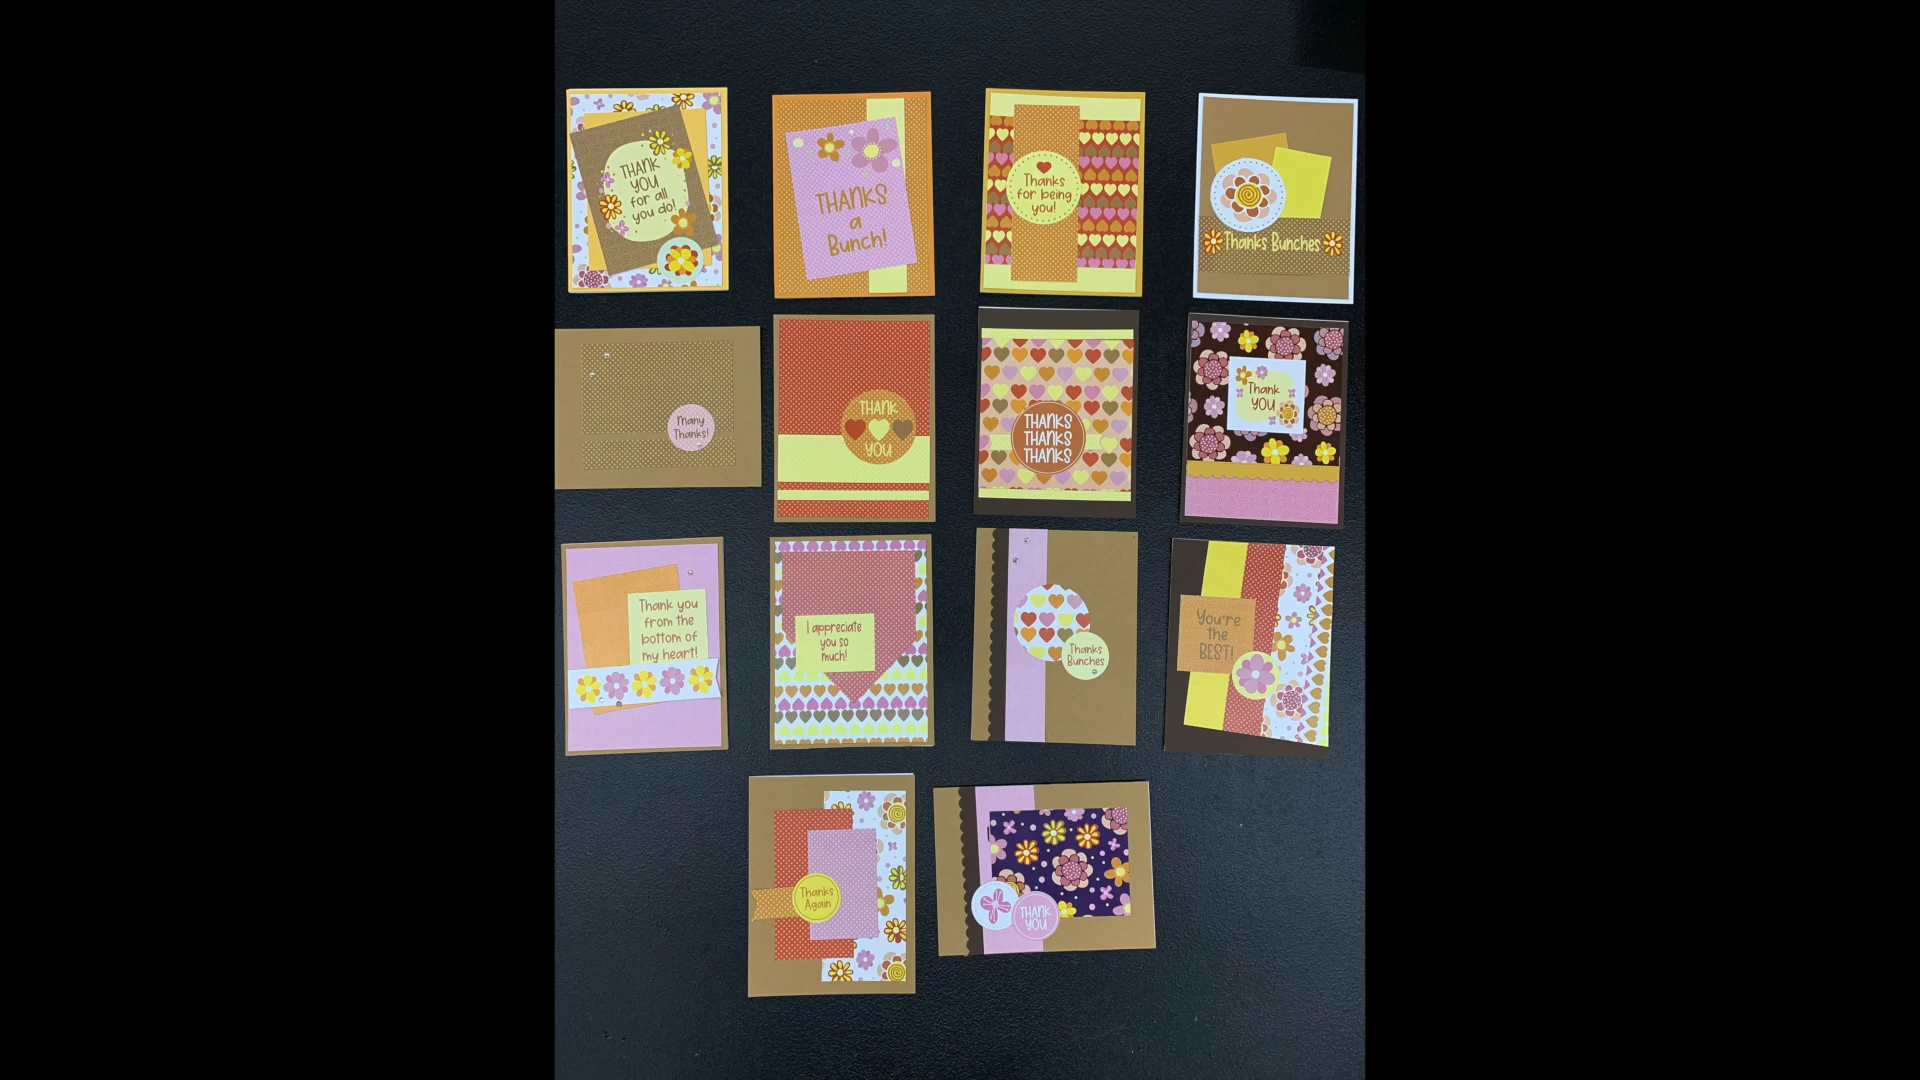 THANK
YOU
for all
you do!
THANKS
a
Bunch!
Thanks
for being
you!
Thanks Bunches
Many
Thanks!
THANK
YOU
THANKS
THANKS
THANKS
Thank
YOU
Thank you
from the
bottom of
my heart!
I appreciate
you so
much!
Thanks
Bunches
You're
the
BEST!
Thanks
Again
THANK
YOU